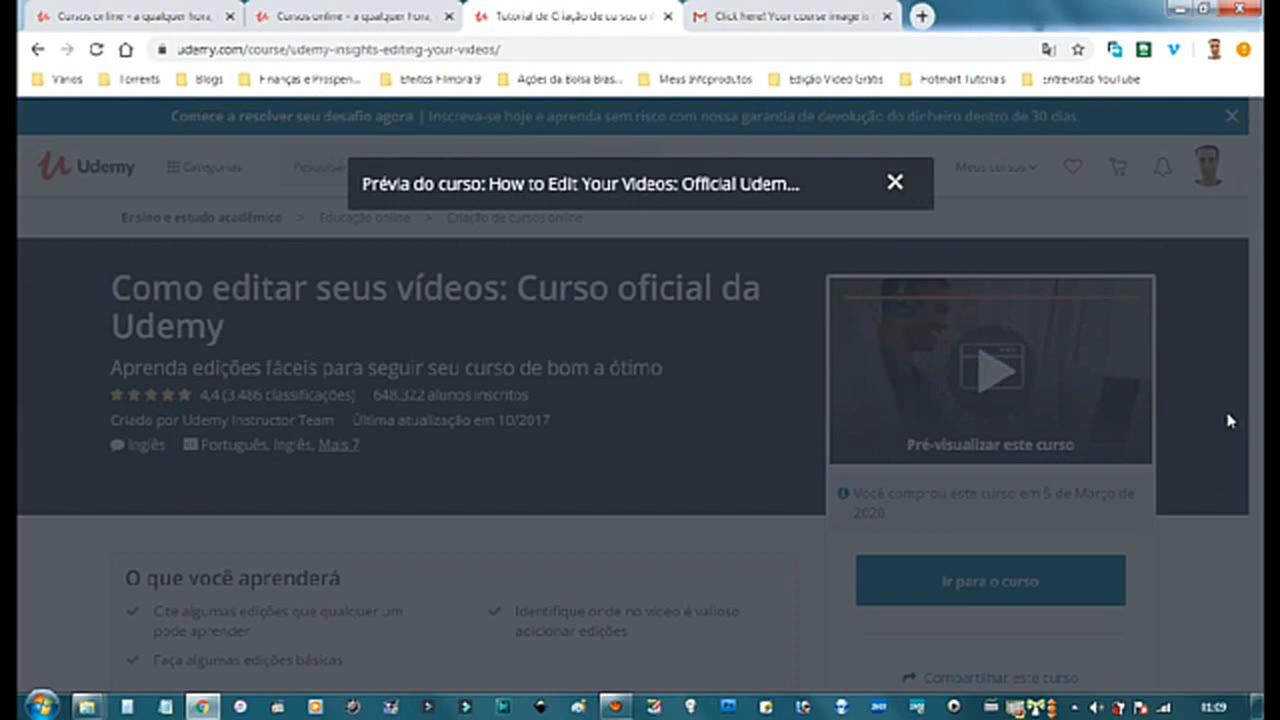 Cursos online - a qualquer hora,
Cursos online - a qualquer hora,
Tutorial de Criação de cursos onl
Click here! Your course image is
udemy.com/course/udemy-insights-editing-your-videos/
Vários
Torrents
Blogs
Finanças e Prosperi...
Efeitos Filmora 9
Ações da Bolsa Bras...
Meus Infoprodutos
Edição Vídeo Grátis
Hotmart Tutoriais
Entrevistas YouTube
Comece a resolver seu desafio agora | Inscreva-se hoje e aprenda sem risco com nossa garantia de devolução do dinheiro dentro de 30 dias.
Udemy
Categorias
Pesquisar
Meus cursos
Prévia do curso: How to Edit Your Videos: Official Udem...
Ensino e estudo acadêmico > Educação online > Criação de cursos online
Como editar seus vídeos: Curso oficial da
Udemy
Aprenda edições fáceis para seguir seu curso de bom a ótimo
4,4 (3.486 classificações) 648.322 alunos inscritos
Criado por Udemy Instructor Team Última atualização em 10/2017
Inglês Português, Inglês, Mais 7
Pré-visualizar este curso
Você comprou este curso em 5 de Março de
2020
Ir para o curso
Compartilhar este curso
O que você aprenderá
Cite algumas edições que qualquer um
pode aprender
Identifique onde no vídeo é valioso
adicionar edições
Faça algumas edições básicas
01:09